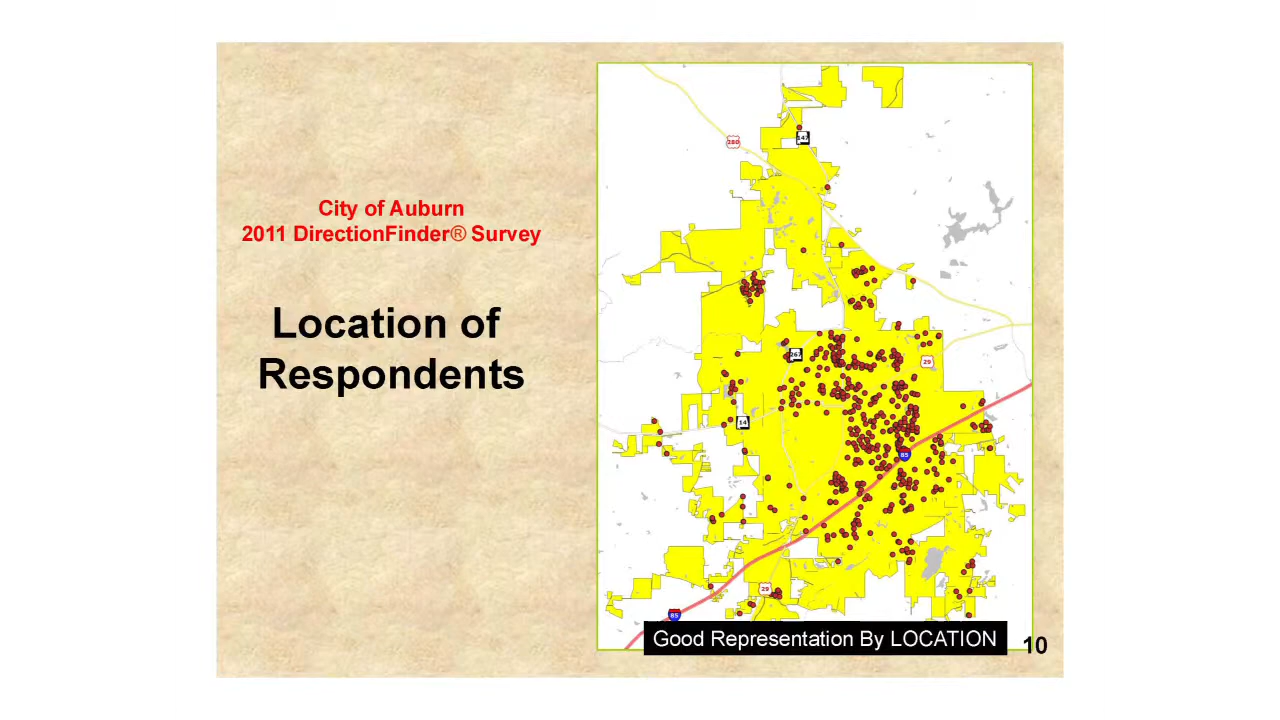 City of Auburn
2011 DirectionFinder® Survey
Location of
Respondents
280
147
267
29
14
85
29
85
Good Representation By LOCATION
10